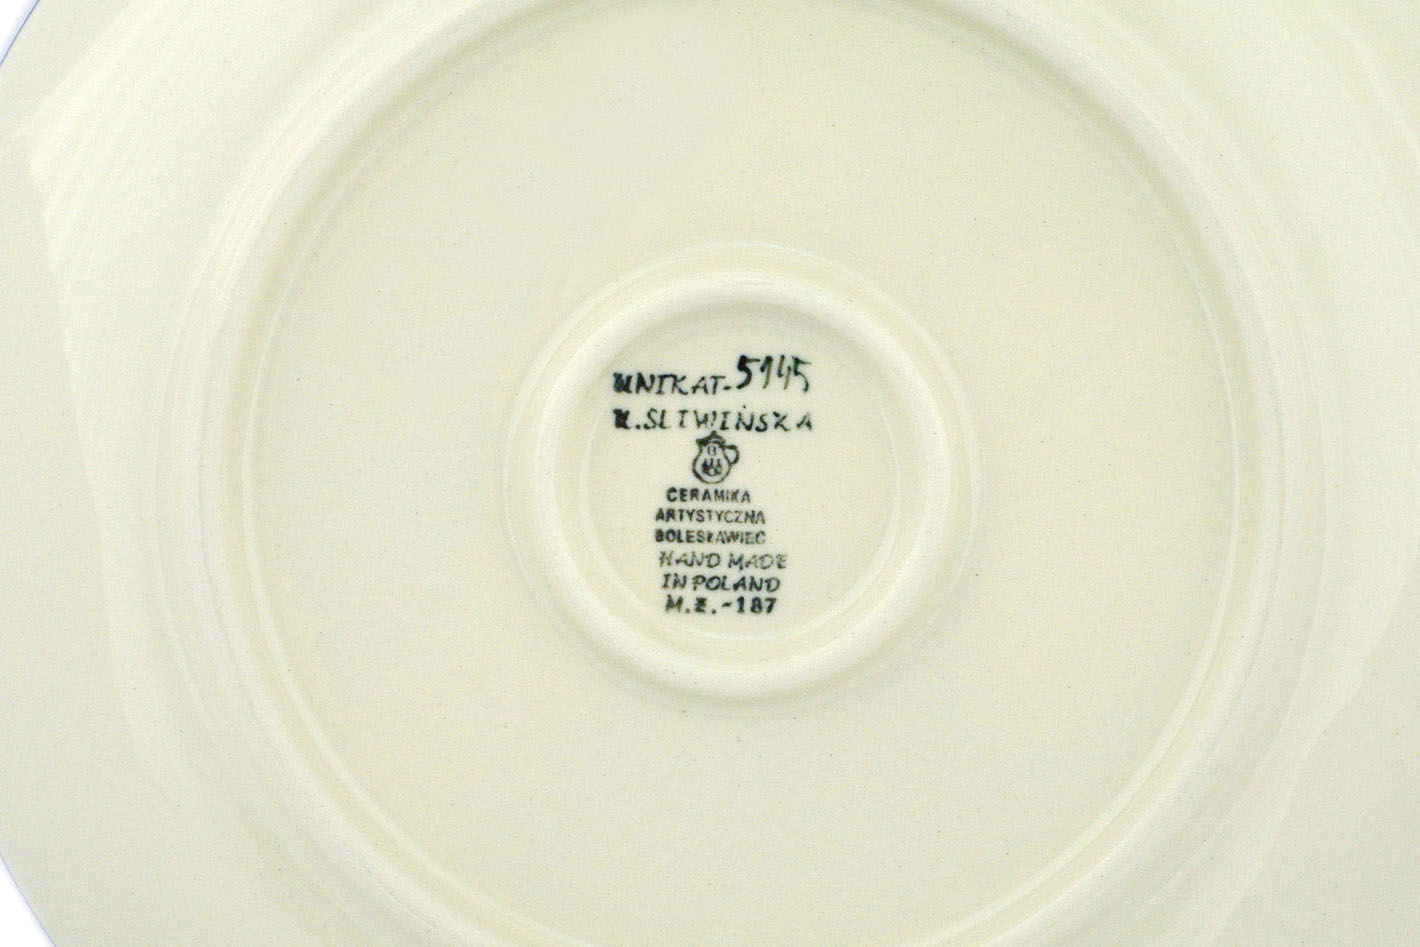 UNIKAT-5145
K.SLIWIŃSKA
CERAMIKA
ARTYSTYCZNA
BOLESŁAWIEC
HAND MADE
IN POLAND
M.Z.-187